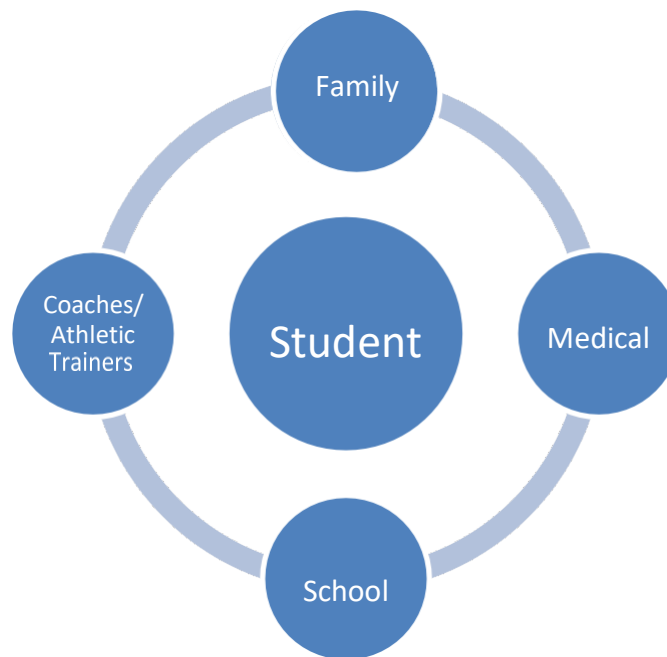 Family
Coaches/
Athletic
Trainers
Student
Medical
School